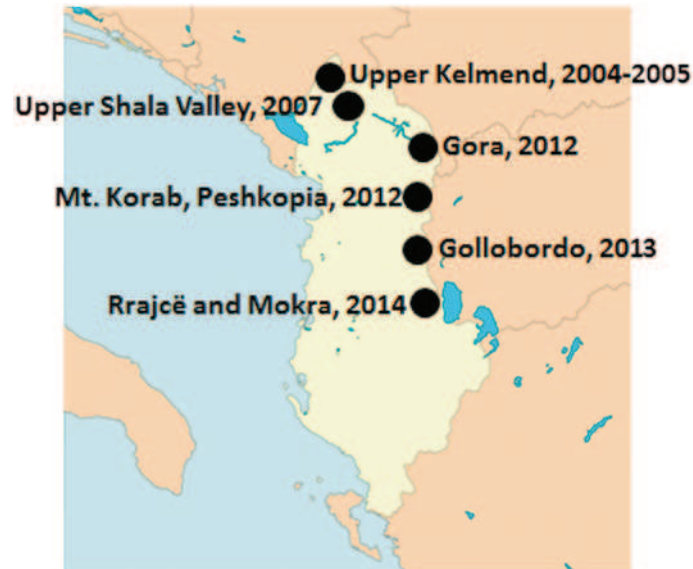 Upper Kelmend, 2004-2005
Upper Shala Valley, 2007
Gora, 2012
Mt. Korab, Peshkopia, 2012
Gollobordo, 2013
Rrajcë and Mokra, 2014